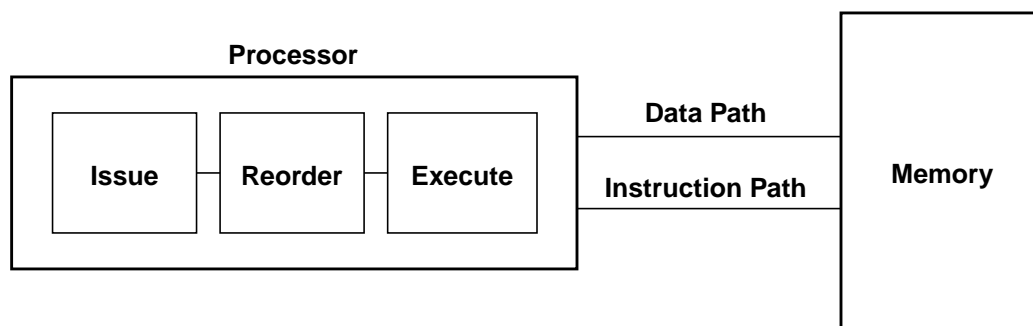 Processor
Issue
Reorder
Execute
Data Path
Instruction Path
Memory